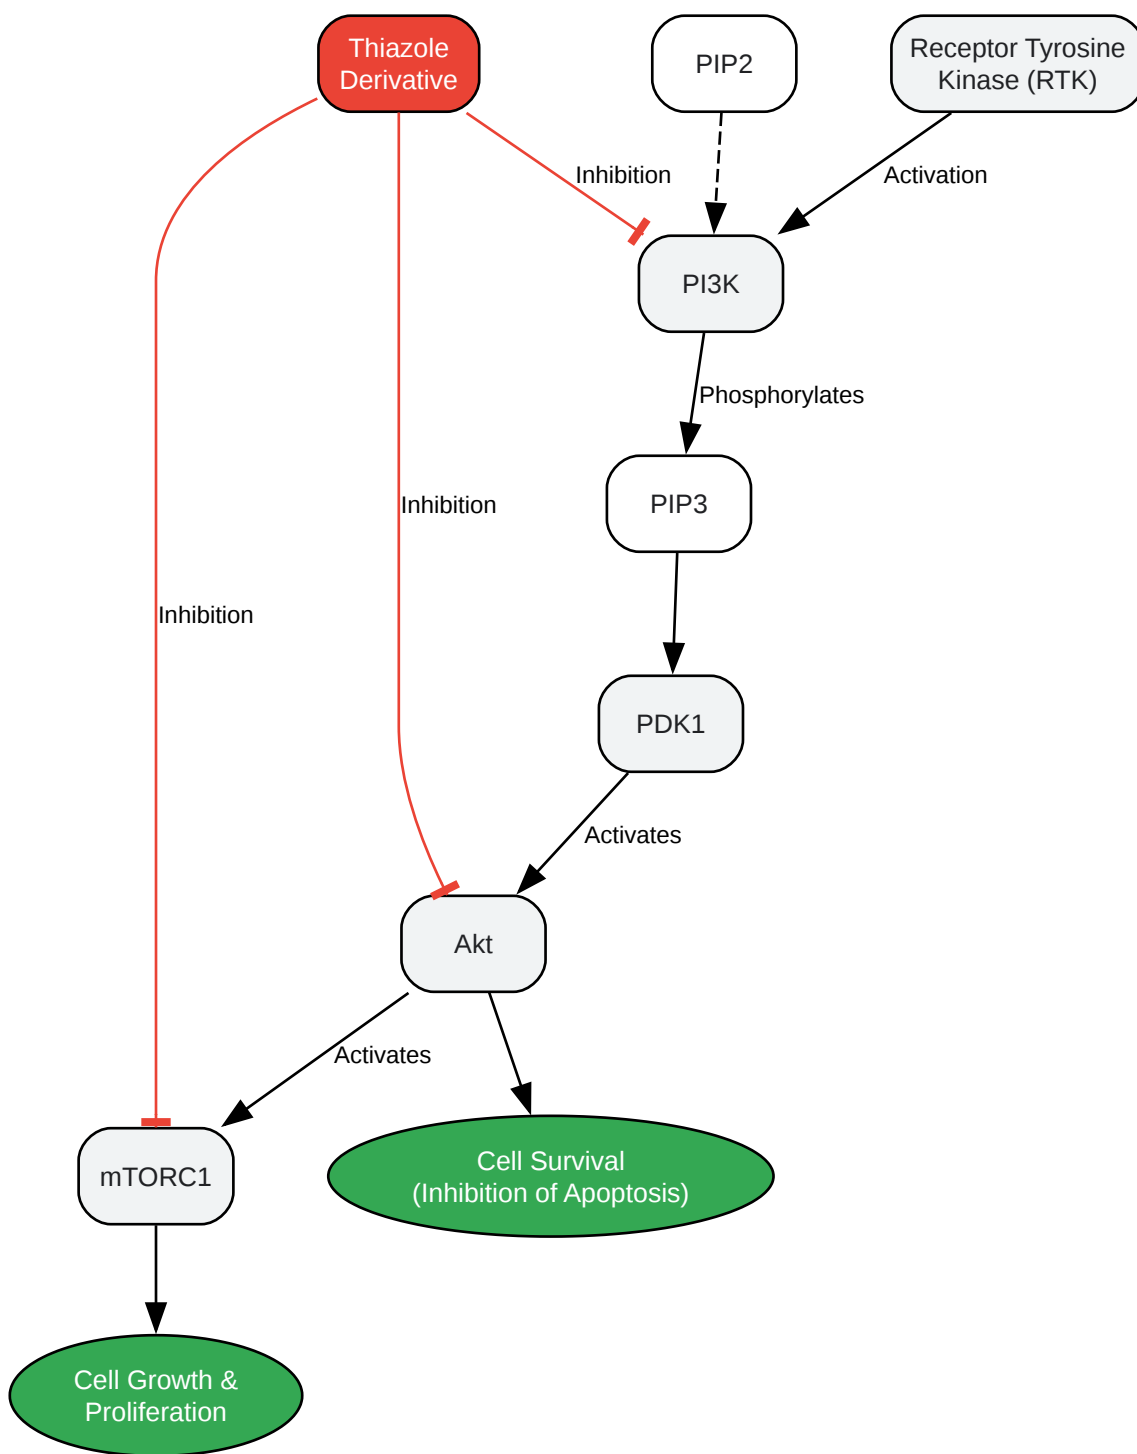 Thiazole
Derivative
PIP2
Receptor Tyrosine
Kinase (RTK)
Inhibition
Activation
PI3K
Phosphorylates
PIP3
Inhibition
Inhibition
PDK1
Activates
Akt
Activates
mTORC1
Cell Survival
(Inhibition of Apoptosis)
Cell Growth &
Proliferation